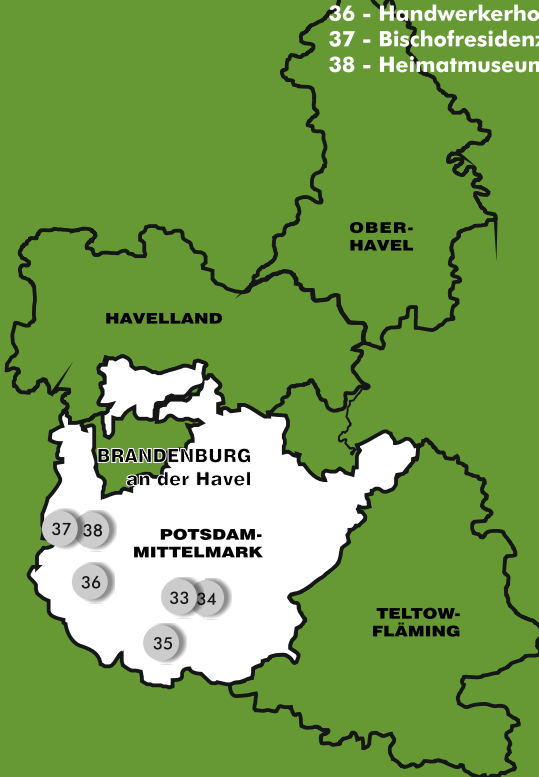 36 - Handwerkerho
37 - Bischofresidenz
38 - Heimatmuseum
OBER-
HAVEL
HAVELLAND
BRANDENBURG
an der Havel
37 38
POTSDAM-
MITTELMARK
36
33 34
TELTOW-
FLÄMING
35